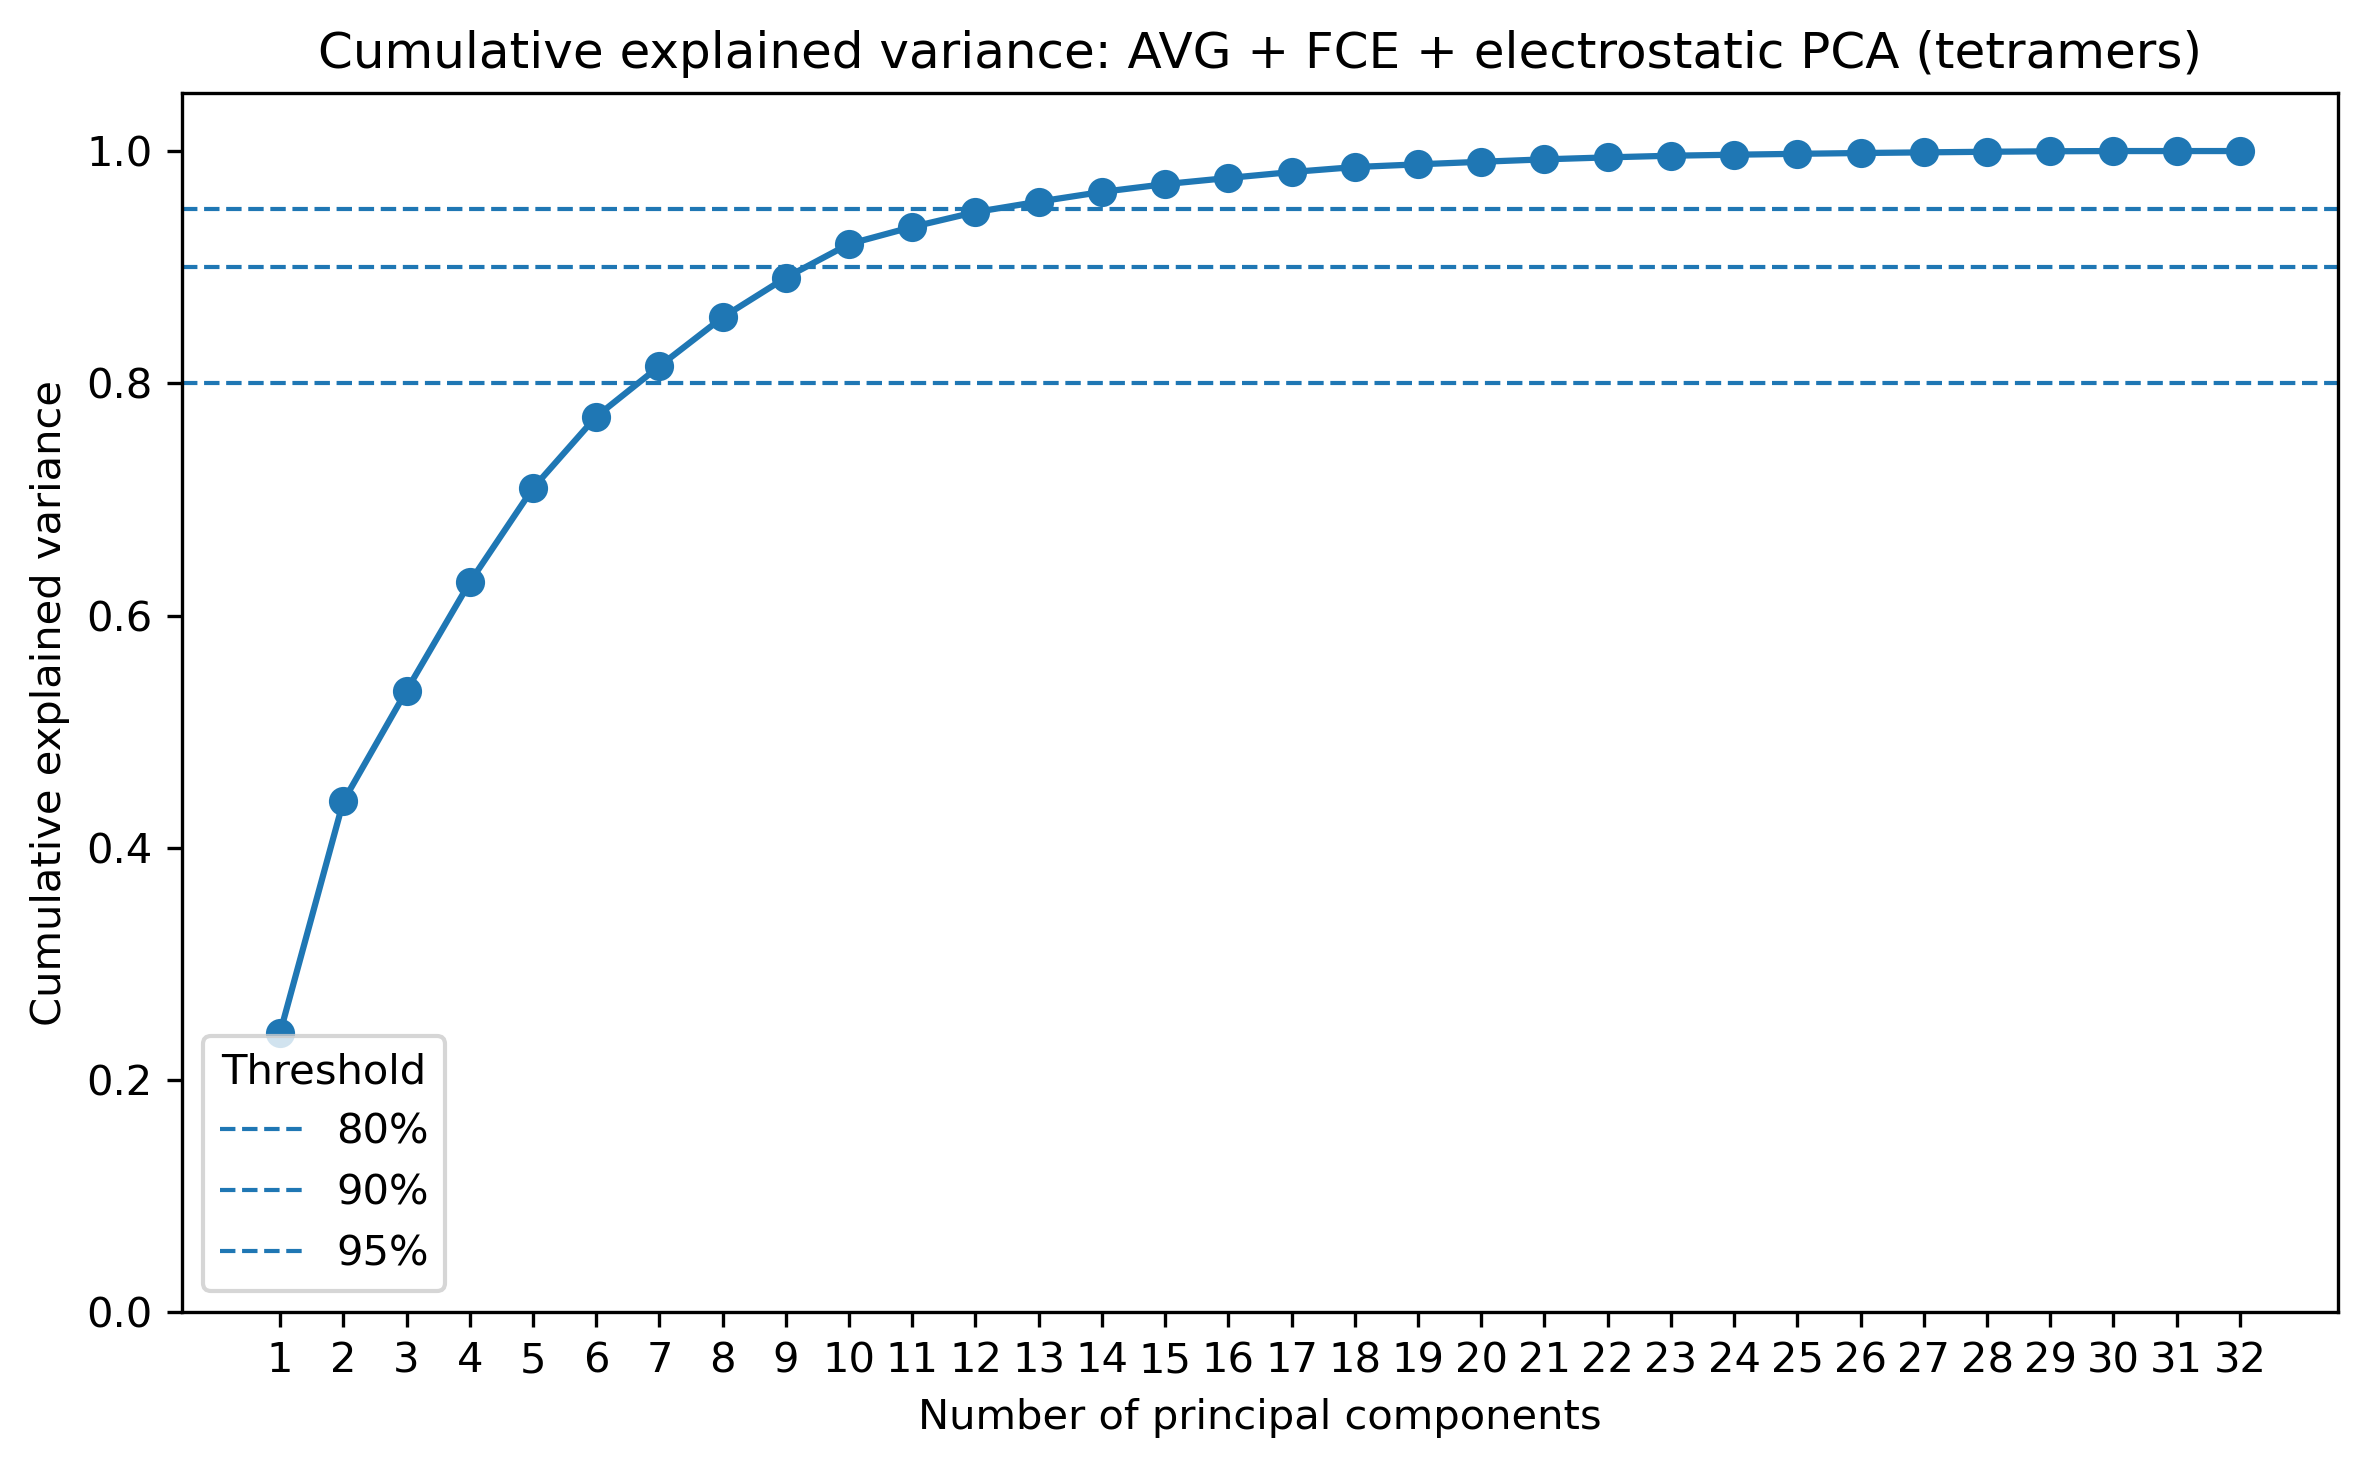 Cumulative explained variance: AVG + FCE + electrostatic PCA (tetramers)
Cumulative explained variance
1.0
0.8
0.6
0.4
0.2
0.0
Threshold
80%
90%
95%
1 2 3 4 5 6 7 8 9 10 11 12 13 14 15 16 17 18 19 20 21 22 23 24 25 26 27 28 29 30 31 32
Number of principal components